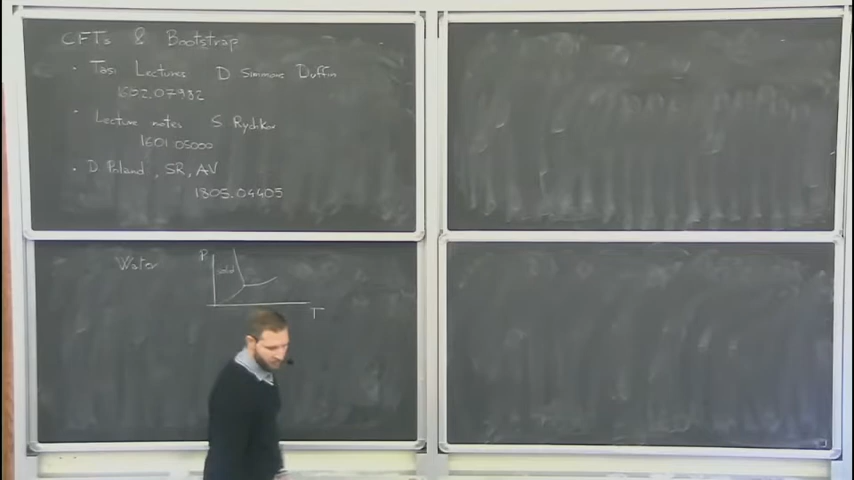 CFTs & Bootstrap
· Tasi Lectures D Simmons Duffin
1602.07982
· Lecture notes S Rychkov
1601.05000
· D Poland, SR, AV
1805.04405
Water
P
solid
T